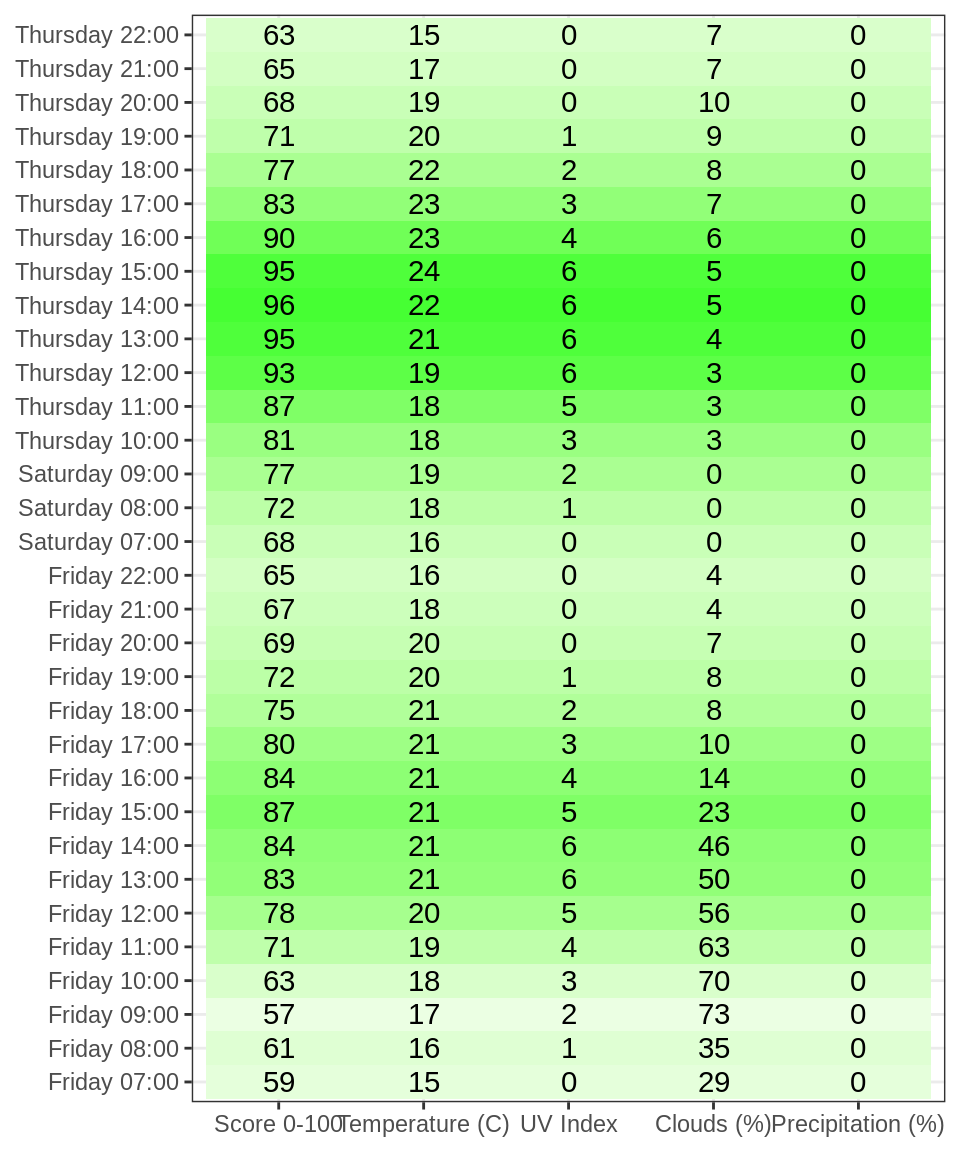 Thursday 22:00 63 15 0 7 0
Thursday 21:00 65 17 0 7 0
Thursday 20:00 68 19 0 10 0
Thursday 19:00 71 20 1 9 0
Thursday 18:00 77 22 2 8 0
Thursday 17:00 83 23 3 7 0
Thursday 16:00 90 23 4 6 0
Thursday 15:00 95 24 6 5 0
Thursday 14:00 96 22 6 5 0
Thursday 13:00 95 21 6 4 0
Thursday 12:00 93 19 6 3 0
Thursday 11:00 87 18 5 3 0
Thursday 10:00 81 18 3 3 0
Saturday 09:00 77 19 2 0 0
Saturday 08:00 72 18 1 0 0
Saturday 07:00 68 16 0 0 0
Friday 22:00 65 16 0 4 0
Friday 21:00 67 18 0 4 0
Friday 20:00 69 20 0 7 0
Friday 19:00 72 20 1 8 0
Friday 18:00 75 21 2 8 0
Friday 17:00 80 21 3 10 0
Friday 16:00 84 21 4 14 0
Friday 15:00 87 21 5 23 0
Friday 14:00 84 21 6 46 0
Friday 13:00 83 21 6 50 0
Friday 12:00 78 20 5 56 0
Friday 11:00 71 19 4 63 0
Friday 10:00 63 18 3 70 0
Friday 09:00 57 17 2 73 0
Friday 08:00 61 16 1 35 0
Friday 07:00 59 15 0 29 0
Score 0-100 Temperature (C) UV Index Clouds (%) Precipitation (%)